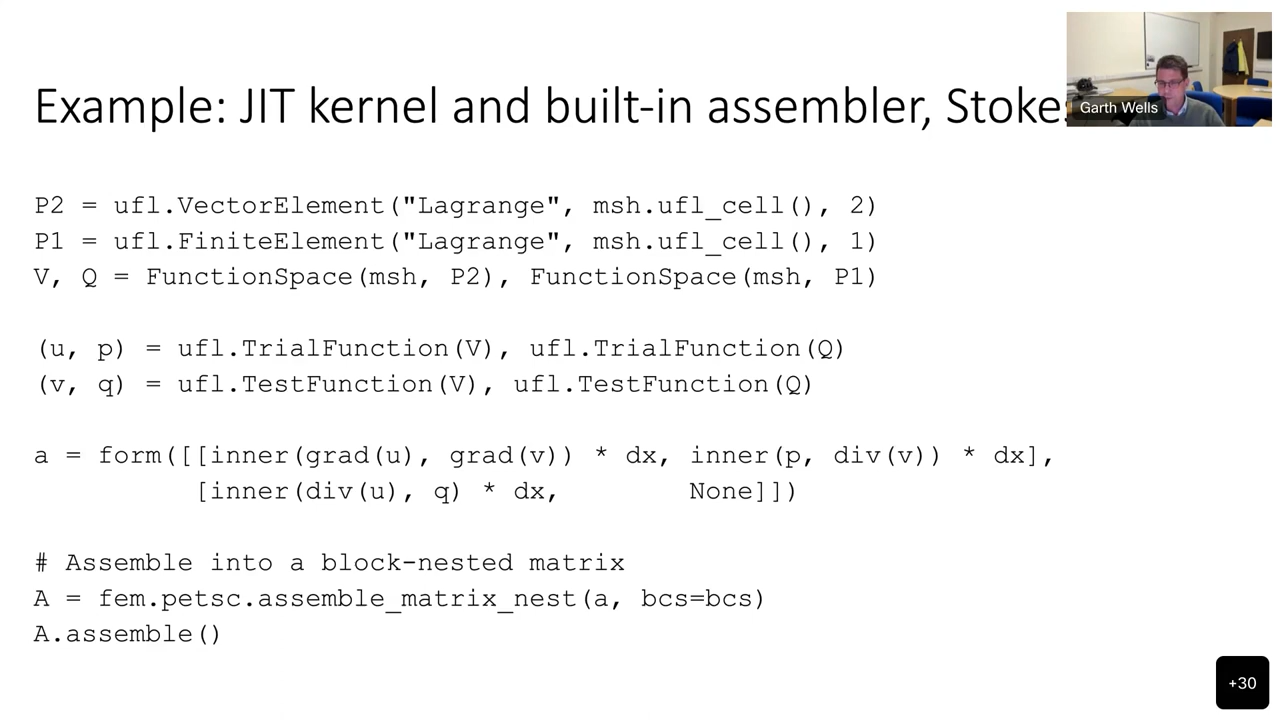 Example: JIT kernel and built-in assembler, Stokes
Garth Wells
P2 = ufl.VectorElement("Lagrange", msh.ufl_cell(), 2)
P1 = ufl.FiniteElement("Lagrange", msh.ufl_cell(), 1)
V, Q = FunctionSpace(msh, P2), FunctionSpace(msh, P1)
(u, p) = ufl.TrialFunction(V), ufl.TrialFunction(Q)
(v, q) = ufl.TestFunction(V), ufl.TestFunction(Q)
a = form([[inner(grad(u), grad(v)) * dx, inner(p, div(v)) * dx],
[inner(div(u), q) * dx, None]])
# Assemble into a block-nested matrix
A = fem.petsc.assemble_matrix_nest(a, bcs=bcs)
A.assemble()
+30